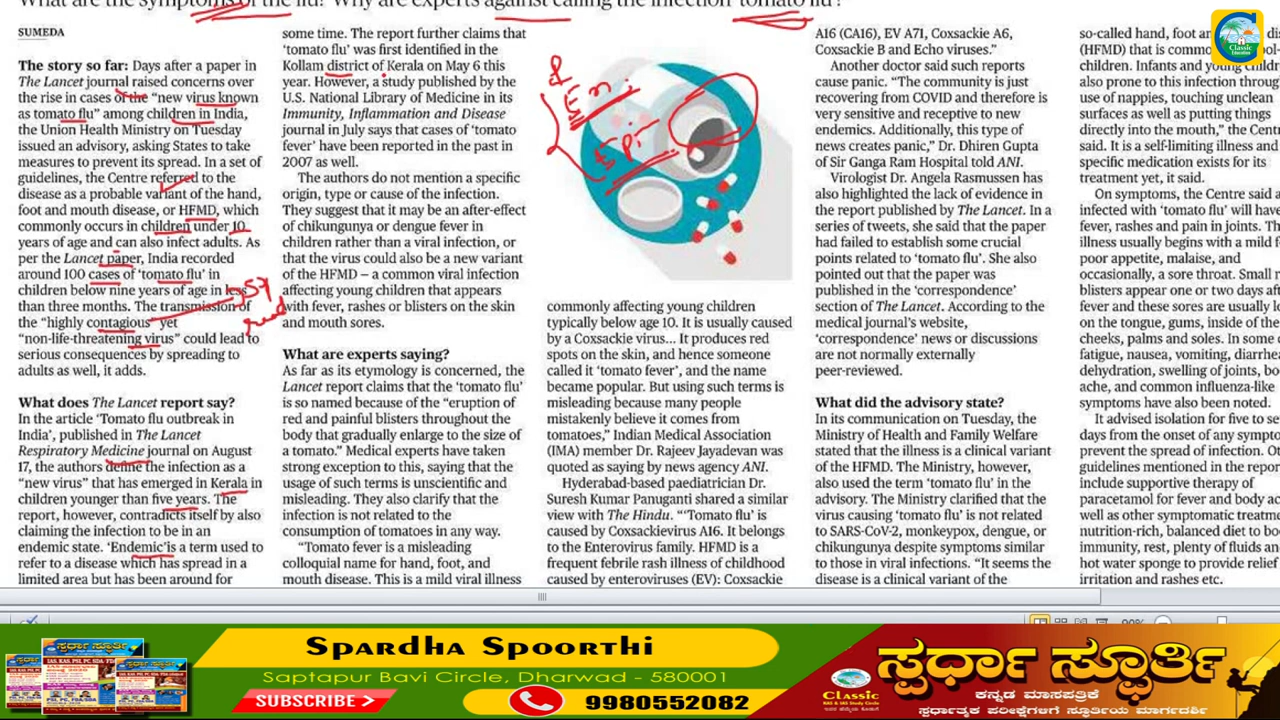 What are the symptoms of the flu? Why are experts against calling the infection 'tomato flu'?
SUMEDA
The story so far: Days after a paper in
The Lancet journal raised concerns over
the rise in cases of the "new virus known
as tomato flu" among children in India,
the Union Health Ministry on Tuesday
issued an advisory, asking States to take
measures to prevent its spread. In a set of
guidelines, the Centre referred to the
disease as a probable variant of the hand,
foot and mouth disease, or HFMD, which
commonly occurs in children under 10
years of age and can also infect adults. As
per the Lancet paper, India recorded
around 100 cases of 'tomato flu' in
children below nine years of age in less
than three months. The transmission of
the "highly contagious" yet
"non-life-threatening virus" could lead to
serious consequences by spreading to
adults as well, it adds.
What does The Lancet report say?
In the article 'Tomato flu outbreak in
India', published in The Lancet
Respiratory Medicine journal on August
17, the authors define the infection as a
"new virus" that has emerged in Kerala in
children younger than five years. The
report, however, contradicts itself by also
claiming the infection to be in an
endemic state. 'Endemic' is a term used to
refer to a disease which has spread in a
limited area but has been around for
some time. The report further claims that
'tomato flu' was first identified in the
Kollam district of Kerala on May 6 this
year. However, a study published by the
U.S. National Library of Medicine in its
Immunity, Inflammation and Disease
journal in July says that cases of 'tomato
fever' have been reported in the past in
2007 as well.
The authors do not mention a specific
origin, type or cause of the infection.
They suggest that it may be an after-effect
of chikungunya or dengue fever in
children rather than a viral infection, or
that the virus could also be a new variant
of the HFMD – a common viral infection
affecting young children that appears
with fever, rashes or blisters on the skin
and mouth sores.
What are experts saying?
As far as its etymology is concerned, the
Lancet report claims that the 'tomato flu'
is so named because of the "eruption of
red and painful blisters throughout the
body that gradually enlarge to the size of
a tomato." Medical experts have taken
strong exception to this, saying that the
usage of such terms is unscientific and
misleading. They also clarify that the
infection is not related to the
consumption of tomatoes in any way.
"Tomato fever is a misleading
colloquial name for hand, foot, and
mouth disease. This is a mild viral illness
commonly affecting young children
typically below age 10. It is usually caused
by a Coxsackie virus... It produces red
spots on the skin, and hence someone
called it 'tomato fever', and the name
became popular. But using such terms is
misleading because many people
mistakenly believe it comes from
tomatoes," Indian Medical Association
(IMA) member Dr. Rajeev Jayadevan was
quoted as saying by news agency ANI.
Hyderabad-based paediatrician Dr.
Suresh Kumar Panuganti shared a similar
view with The Hindu. "'Tomato flu' is
caused by Coxsackievirus A16. It belongs
to the Enterovirus family. HFMD is a
frequent febrile rash illness of childhood
caused by enteroviruses (EV): Coxsackie
A16 (CA16), EV A71, Coxsackie A6,
Coxsackie B and Echo viruses."
Another doctor said such reports
cause panic. "The community is just
recovering from COVID and therefore is
very sensitive and receptive to new
endemics. Additionally, this type of
news creates panic," Dr. Dhiren Gupta
of Sir Ganga Ram Hospital told ANI.
Virologist Dr. Angela Rasmussen has
also highlighted the lack of evidence in
the report published by The Lancet. In a
series of tweets, she said that the paper
had failed to establish some crucial
points related to 'tomato flu'. She also
pointed out that the paper was
published in the 'correspondence'
section of The Lancet. According to the
medical journal's website,
'correspondence' news or discussions
are not normally externally
peer-reviewed.
What did the advisory state?
In its communication on Tuesday, the
Ministry of Health and Family Welfare
stated that the illness is a clinical variant
of the HFMD. The Ministry, however,
also used the term 'tomato flu' in the
advisory. The Ministry clarified that the
virus causing 'tomato flu' is not related
to SARS-CoV-2, monkeypox, dengue, or
chikungunya despite symptoms similar
to those in viral infections. "It seems the
disease is a clinical variant of the
so-called hand, foot an
(HFMD) that is common
children. Infants and young childr
also prone to this infection throug
use of nappies, touching unclean
surfaces as well as putting things
directly into the mouth," the Cent
said. It is a self-limiting illness and
specific medication exists for its
treatment yet, it said.
On symptoms, the Centre said a
infected with 'tomato flu' will have
fever, rashes and pain in joints. Th
illness usually begins with a mild f
poor appetite, malaise, and
occasionally, a sore throat. Small r
blisters appear one or two days aft
fever and these sores are usually lo
on the tongue, gums, inside of the
cheeks, palms and soles. In some c
fatigue, nausea, vomiting, diarrhe
dehydration, swelling of joints, bo
ache, and common influenza-like
symptoms have also been noted.
It advised isolation for five to se
days from the onset of any sympto
prevent the spread of infection. Ot
guidelines mentioned in the repor
include supportive therapy of
paracetamol for fever and body ac
well as other symptomatic treatm
nutrition-rich, balanced diet to bo
immunity, rest, plenty of fluids an
hot water sponge to provide relief
irritation and rashes etc.
Classic
Education
90%
Spardha Spoorthi
Saptapur Bavi Circle, Dharwad - 580001
SUBSCRIBE
9980552082
Classic
KAS & IAS Study Circle
ಸ್ಪರ್ಧಾ ಸ್ಫೂರ್ತಿ
ಕನ್ನಡ ಮಾಸಪತ್ರಿಕೆ
ಸ್ಪರ್ಧಾತ್ಮಕ ಪರೀಕ್ಷೆಗಳಿಗೆ ಸ್ಫೂರ್ತಿಯ ಮಾರ್ಗದರ್ಶಿ